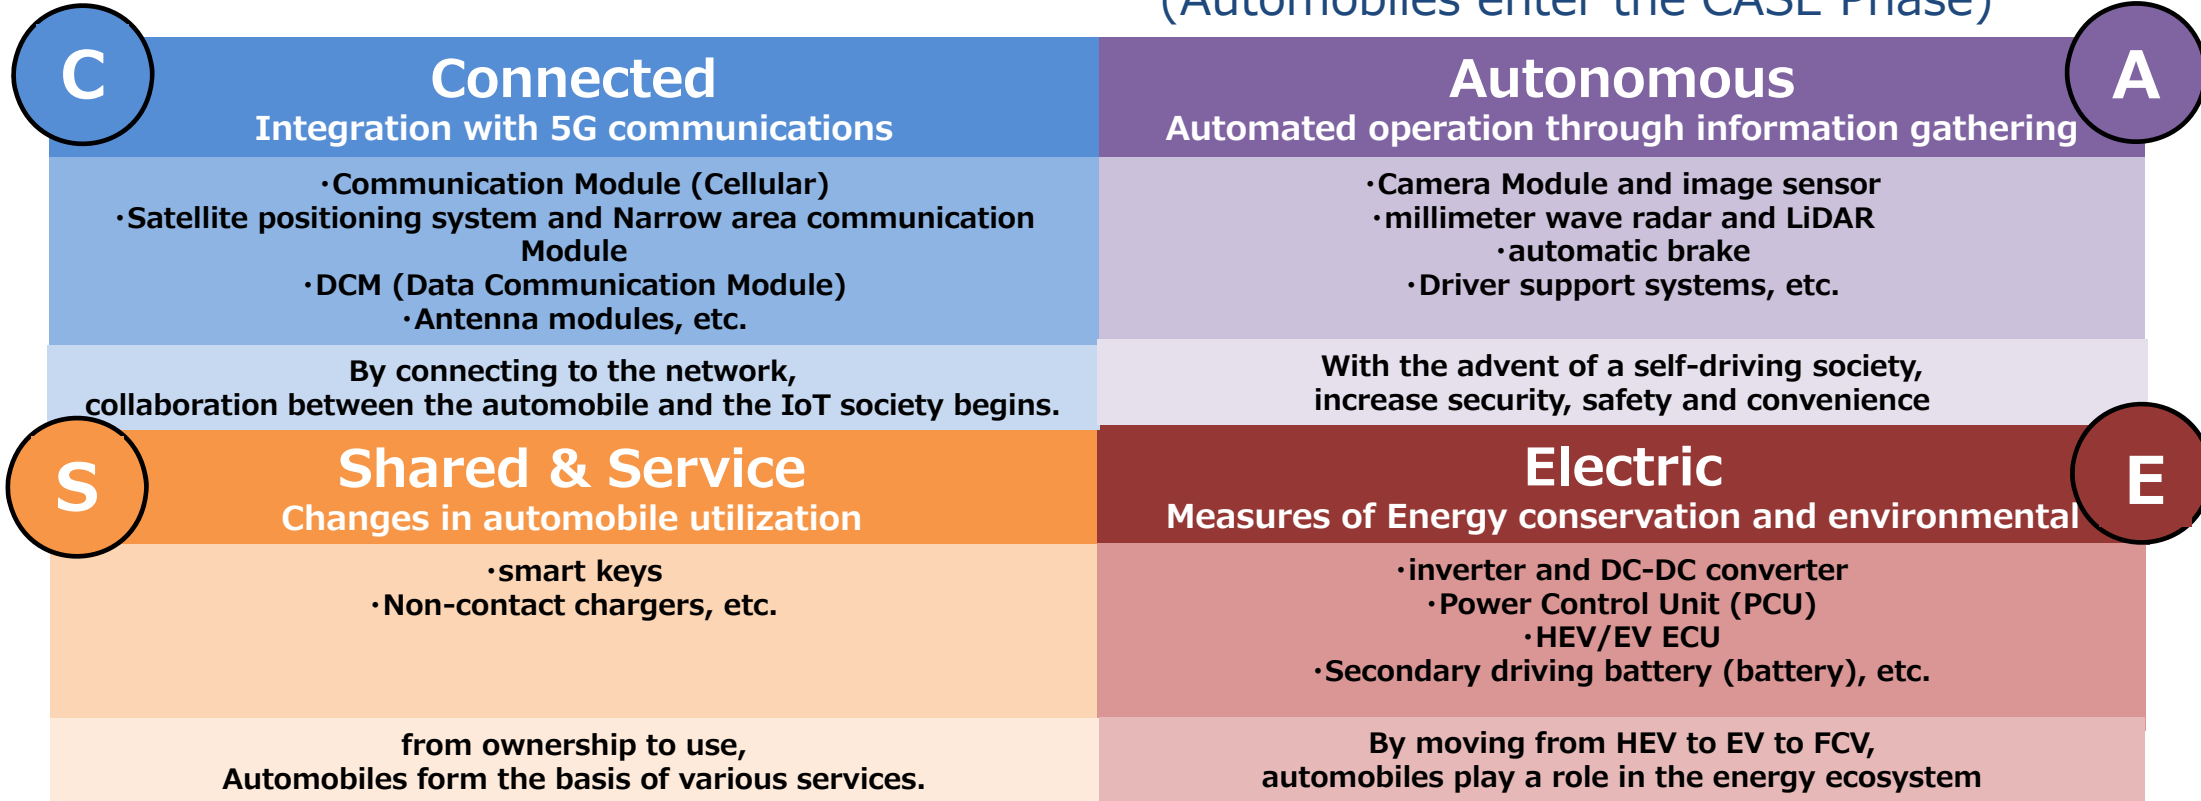 (Automobiles enter the CASE Phase)
C
Connected
Integration with 5G communications
・Communication Module (Cellular)
・Satellite positioning system and Narrow area communication
Module
・DCM (Data Communication Module)
・Antenna modules, etc.
By connecting to the network,
collaboration between the automobile and the IoT society begins.
A
Autonomous
Automated operation through information gathering
・Camera Module and image sensor
・millimeter wave radar and LiDAR
・automatic brake
・Driver support systems, etc.
With the advent of a self-driving society,
increase security, safety and convenience
S
Shared & Service
Changes in automobile utilization
・smart keys
・Non-contact chargers, etc.
from ownership to use,
Automobiles form the basis of various services.
E
Electric
Measures of Energy conservation and environmental
・inverter and DC-DC converter
・Power Control Unit (PCU)
・HEV/EV ECU
・Secondary driving battery (battery), etc.
By moving from HEV to EV to FCV,
automobiles play a role in the energy ecosystem